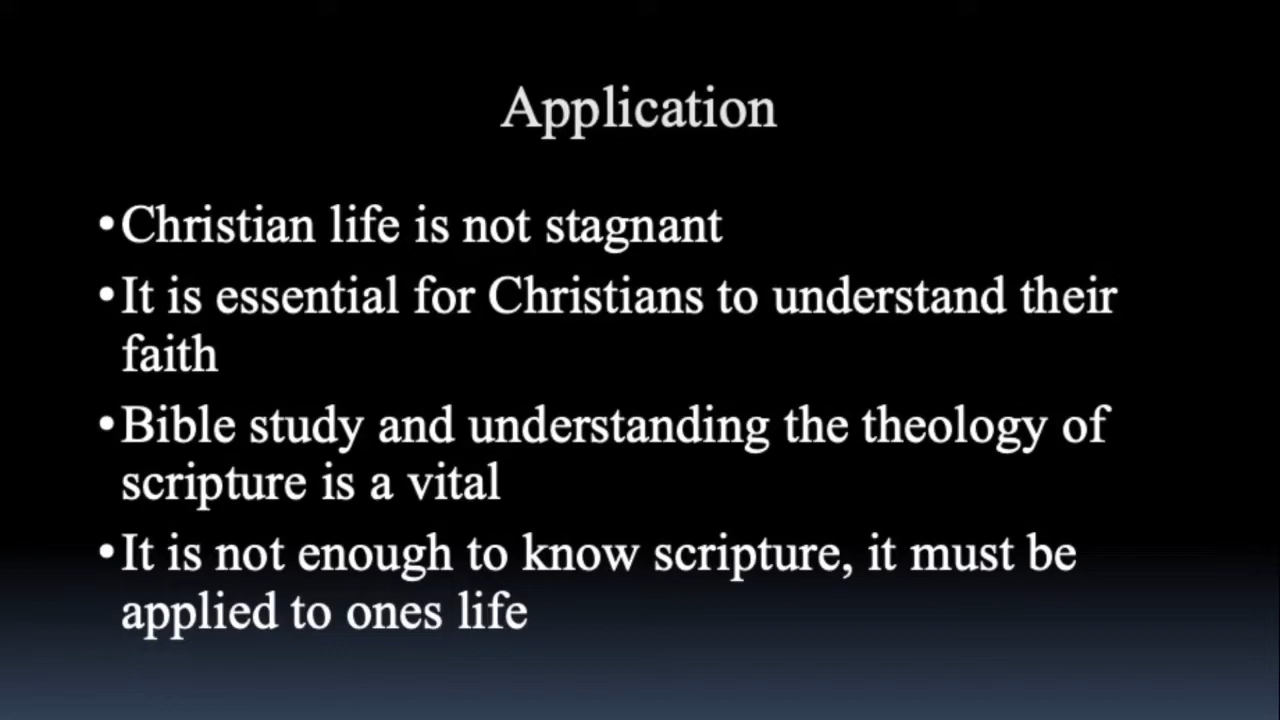 Application
•Christian life is not stagnant
•It is essential for Christians to understand their
faith
•Bible study and understanding the theology of
scripture is a vital
•It is not enough to know scripture, it must be
applied to ones life